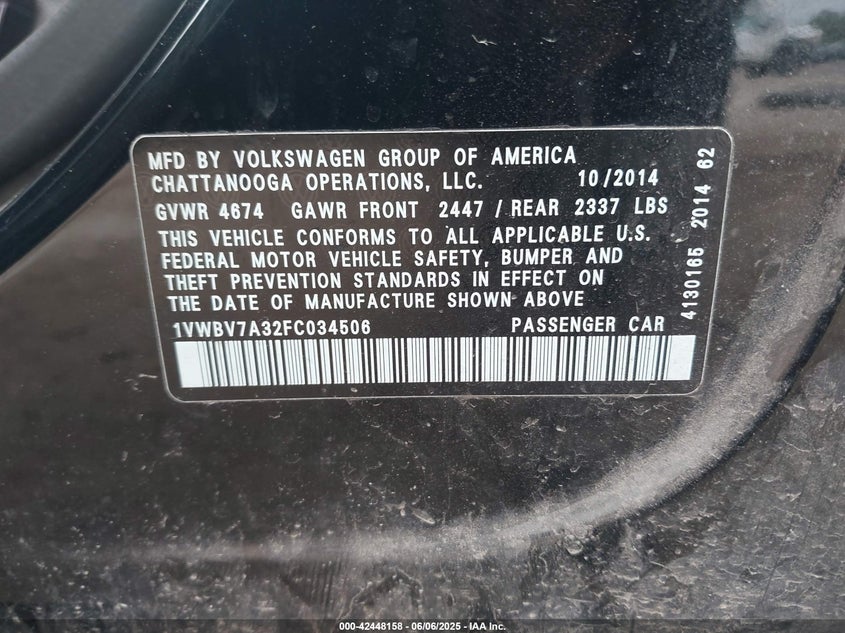 MFD BY VOLKSWAGEN GROUP OF AMERICA
CHATTANOOGA OPERATIONS, LLC. 10/2014
GVWR 4674 GAWR FRONT 2447 / REAR 2337 LBS
THIS VEHICLE CONFORMS TO ALL APPLICABLE U.S.
FEDERAL MOTOR VEHICLE SAFETY, BUMPER AND
THEFT PREVENTION STANDARDS IN EFFECT ON
THE DATE OF MANUFACTURE SHOWN ABOVE
1VWBV7A32FC034506 PASSENGER CAR
4130165 2014 62
000-42448158 - 06/06/2025 - IAA Inc.